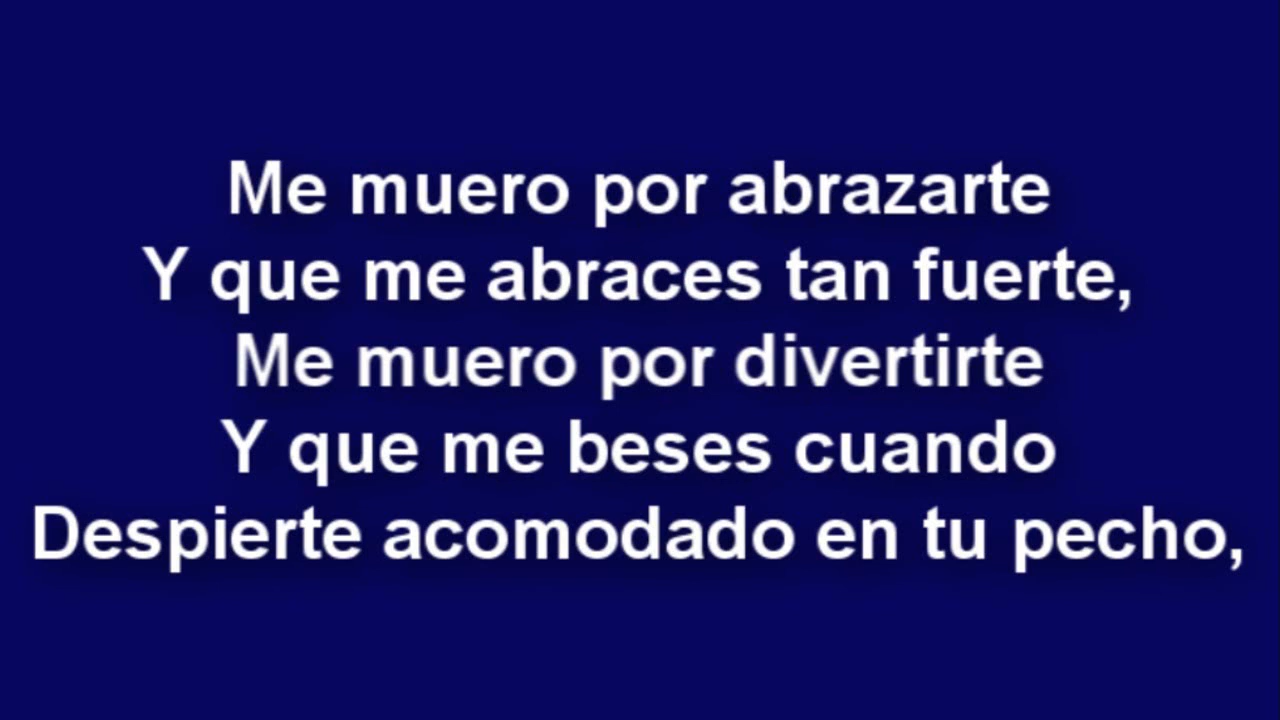 Me muero por abrazarte
Y que me abraces tan fuerte,
Me muero por divertirte
Y que me beses cuando
Despierte acomodado en tu pecho,